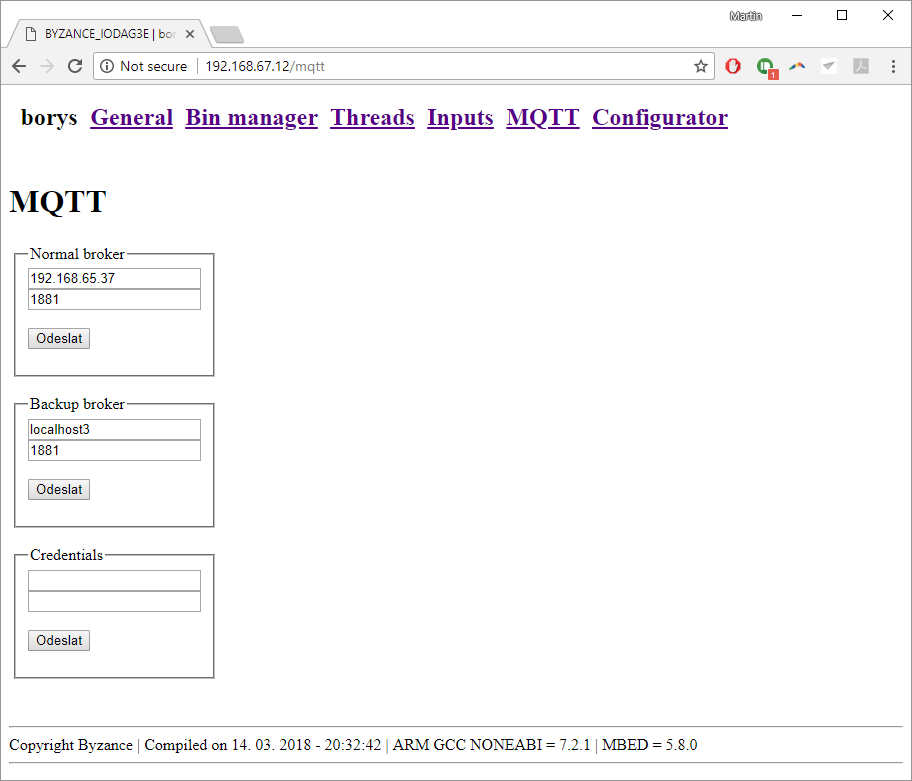 Martin
BYZANCE_IODAG3E | bor
Not secure 192.168.67.12/mqtt
1
borys General Bin manager Threads Inputs MQTT Configurator
MQTT
Normal broker
192.168.65.37
1881
Odeslat
Backup broker
localhost3
1881
Odeslat
Credentials
Odeslat
Copyright Byzance | Compiled on 14. 03. 2018 - 20:32:42 | ARM GCC NONEABI = 7.2.1 | MBED = 5.8.0